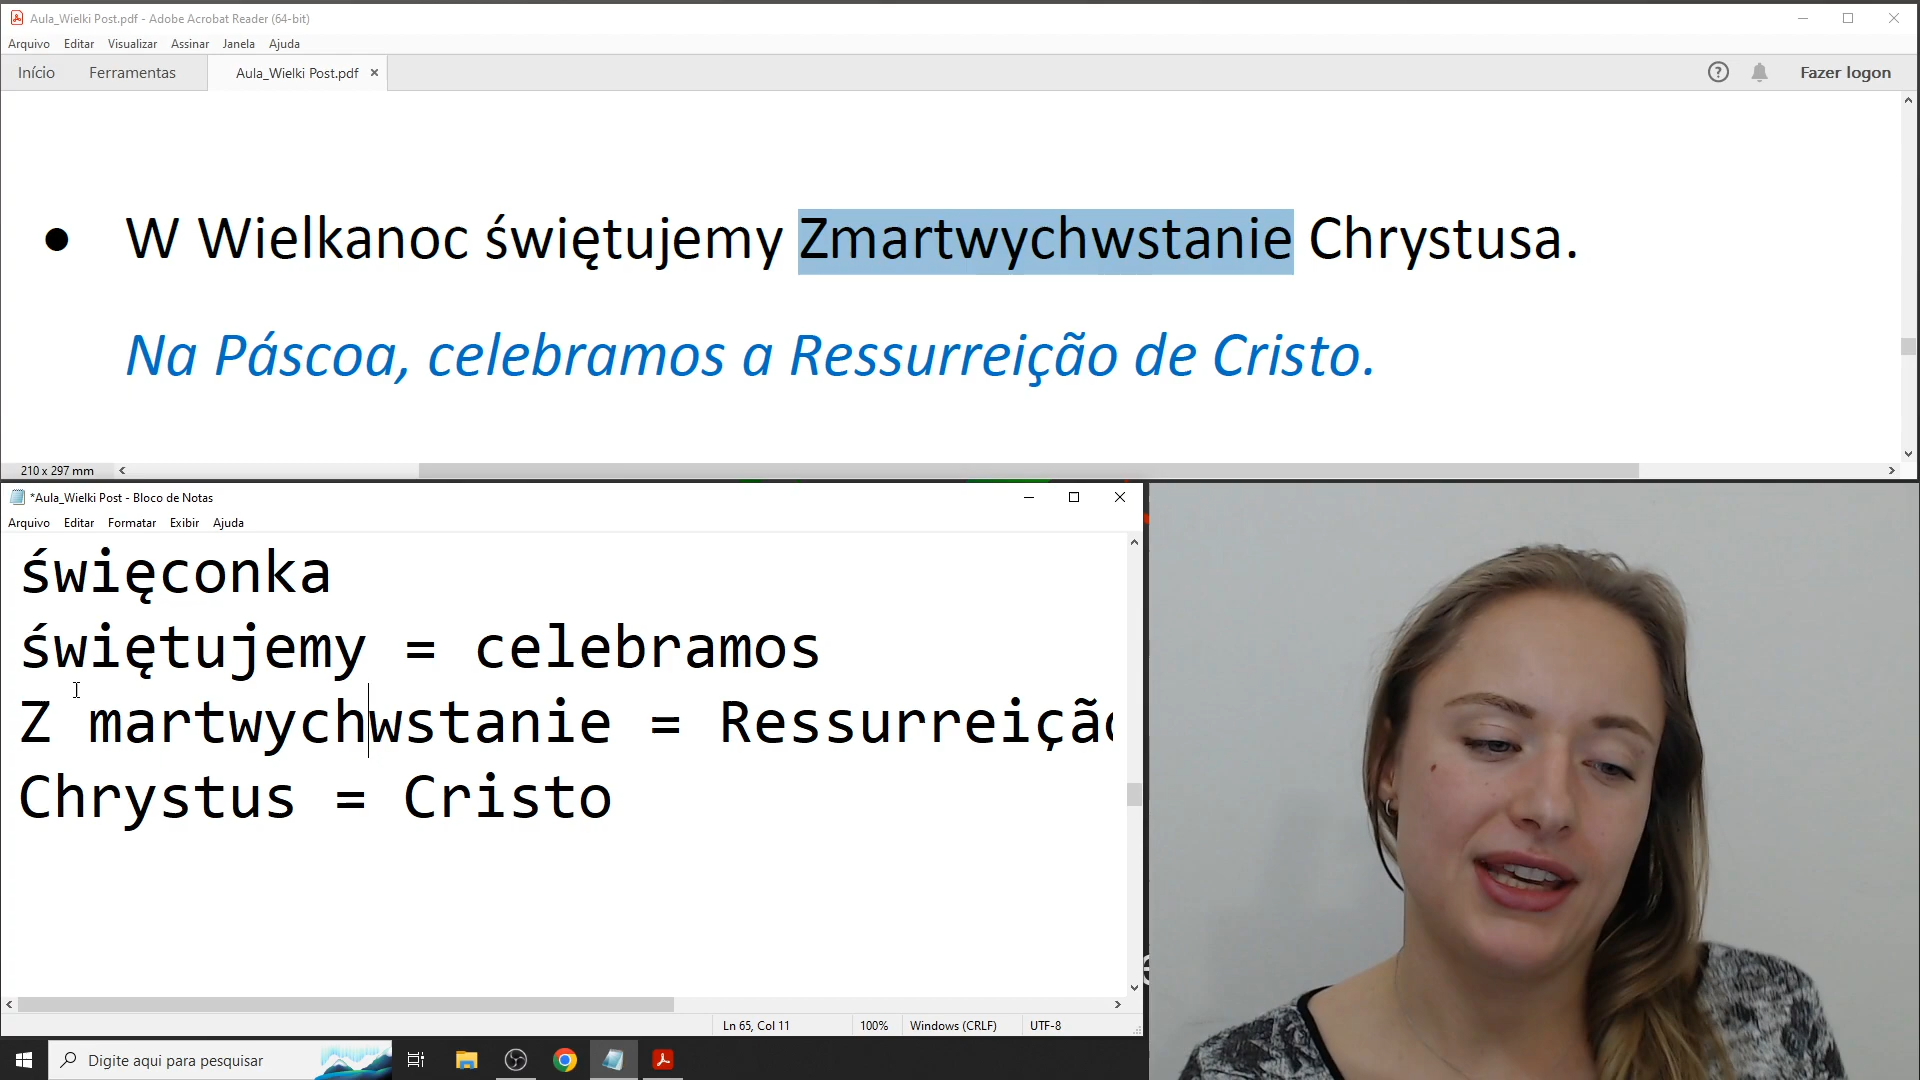 Aula_Wielki Post.pdf - Adobe Acrobat Reader (64-bit)
Arquivo Editar Visualizar Assinar Janela Ajuda
Início Ferramentas Aula_Wielki Post.pdf × Fazer logon
● W Wielkanoc świętujemy Zmartwychwstanie Chrystusa.
Na Páscoa, celebramos a Ressurreição de Cristo.
210 x 297 mm
*Aula_Wielki Post - Bloco de Notas
Arquivo Editar Formatar Exibir Ajuda
święconka
świętujemy = celebramos
Z martwychwstanie = Ressurreição
Chrystus = Cristo
Ln 65, Col 11 100% Windows (CRLF) UTF-8
Digite aqui para pesquisar